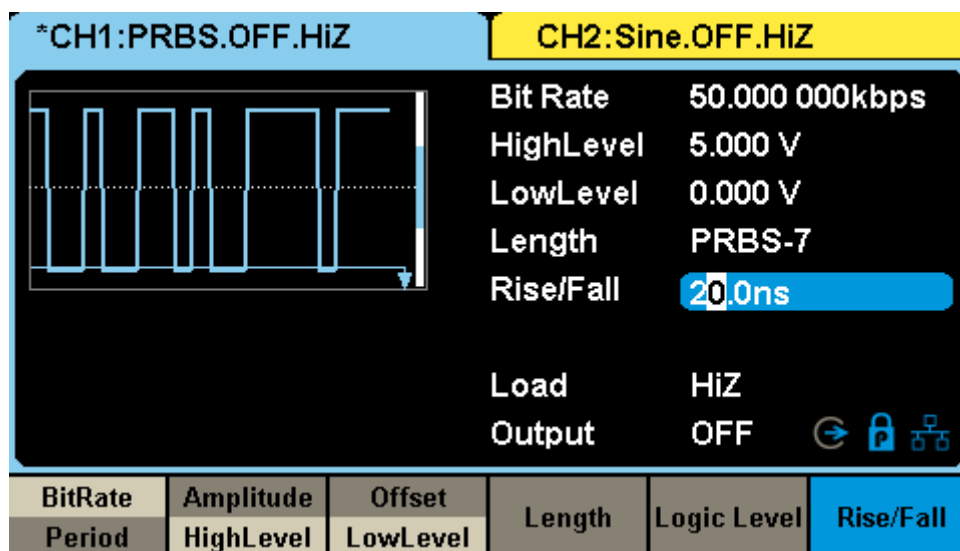 *CH1:PRBS.OFF.HiZ
CH2:Sine.OFF.HiZ
Bit Rate 50.000 000kbps
HighLevel 5.000 V
LowLevel 0.000 V
Length PRBS-7
Rise/Fall 20.0ns
Load HiZ
Output OFF
P
BitRate Amplitude Offset
Period HighLevel LowLevel
Length
Logic Level
Rise/Fall